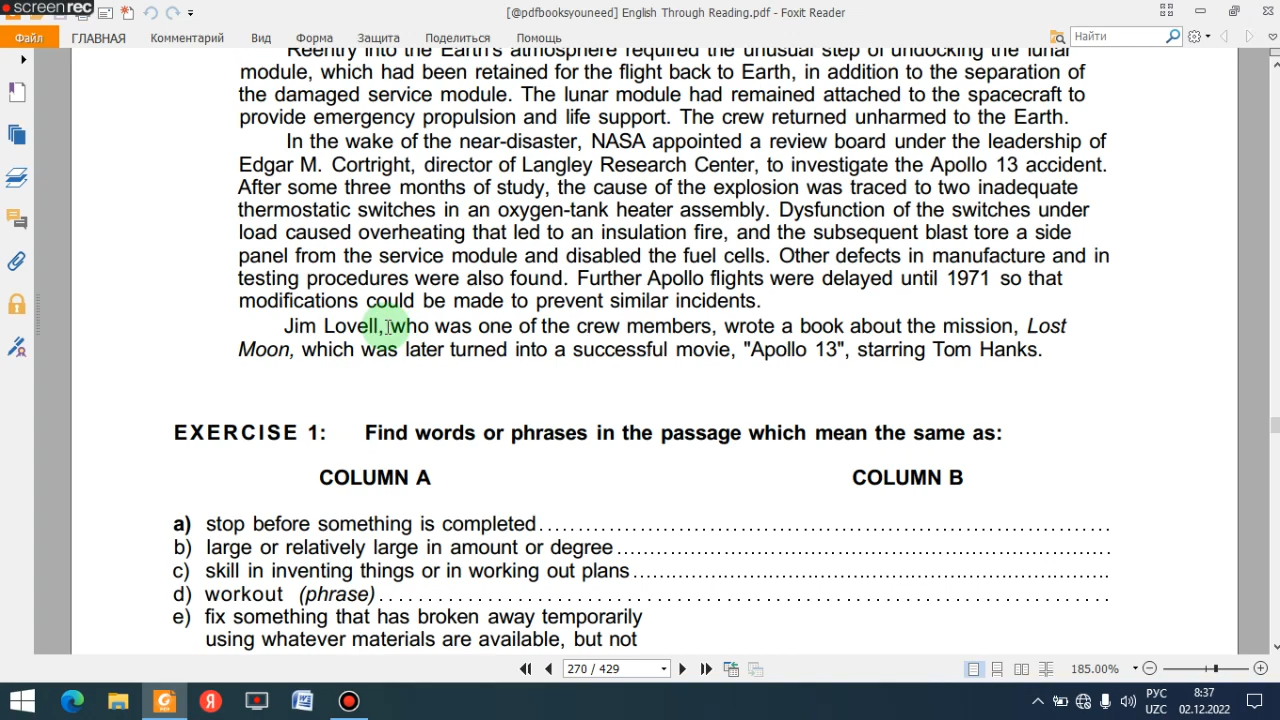 screenrec
[@pdfbooksyouneed] English Through Reading.pdf - Foxit Reader
Файл ГЛАВНАЯ Комментарий Вид Форма Защита Поделиться Помощь Найти
Reentry into the Earth's atmosphere required the unusual step of undocking the lunar
module, which had been retained for the flight back to Earth, in addition to the separation of
the damaged service module. The lunar module had remained attached to the spacecraft to
provide emergency propulsion and life support. The crew returned unharmed to the Earth.
In the wake of the near-disaster, NASA appointed a review board under the leadership of
Edgar M. Cortright, director of Langley Research Center, to investigate the Apollo 13 accident.
After some three months of study, the cause of the explosion was traced to two inadequate
thermostatic switches in an oxygen-tank heater assembly. Dysfunction of the switches under
load caused overheating that led to an insulation fire, and the subsequent blast tore a side
panel from the service module and disabled the fuel cells. Other defects in manufacture and in
testing procedures were also found. Further Apollo flights were delayed until 1971 so that
modifications could be made to prevent similar incidents.
Jim Lovell, who was one of the crew members, wrote a book about the mission, Lost
Moon, which was later turned into a successful movie, "Apollo 13", starring Tom Hanks.
EXERCISE 1: Find words or phrases in the passage which mean the same as:
COLUMN A COLUMN B
a) stop before something is completed
b) large or relatively large in amount or degree
c) skill in inventing things or in working out plans
d) workout (phrase)
e) fix something that has broken away temporarily
using whatever materials are available, but not
270 / 429 185.00%
РУС 8:37
UZC 02.12.2022